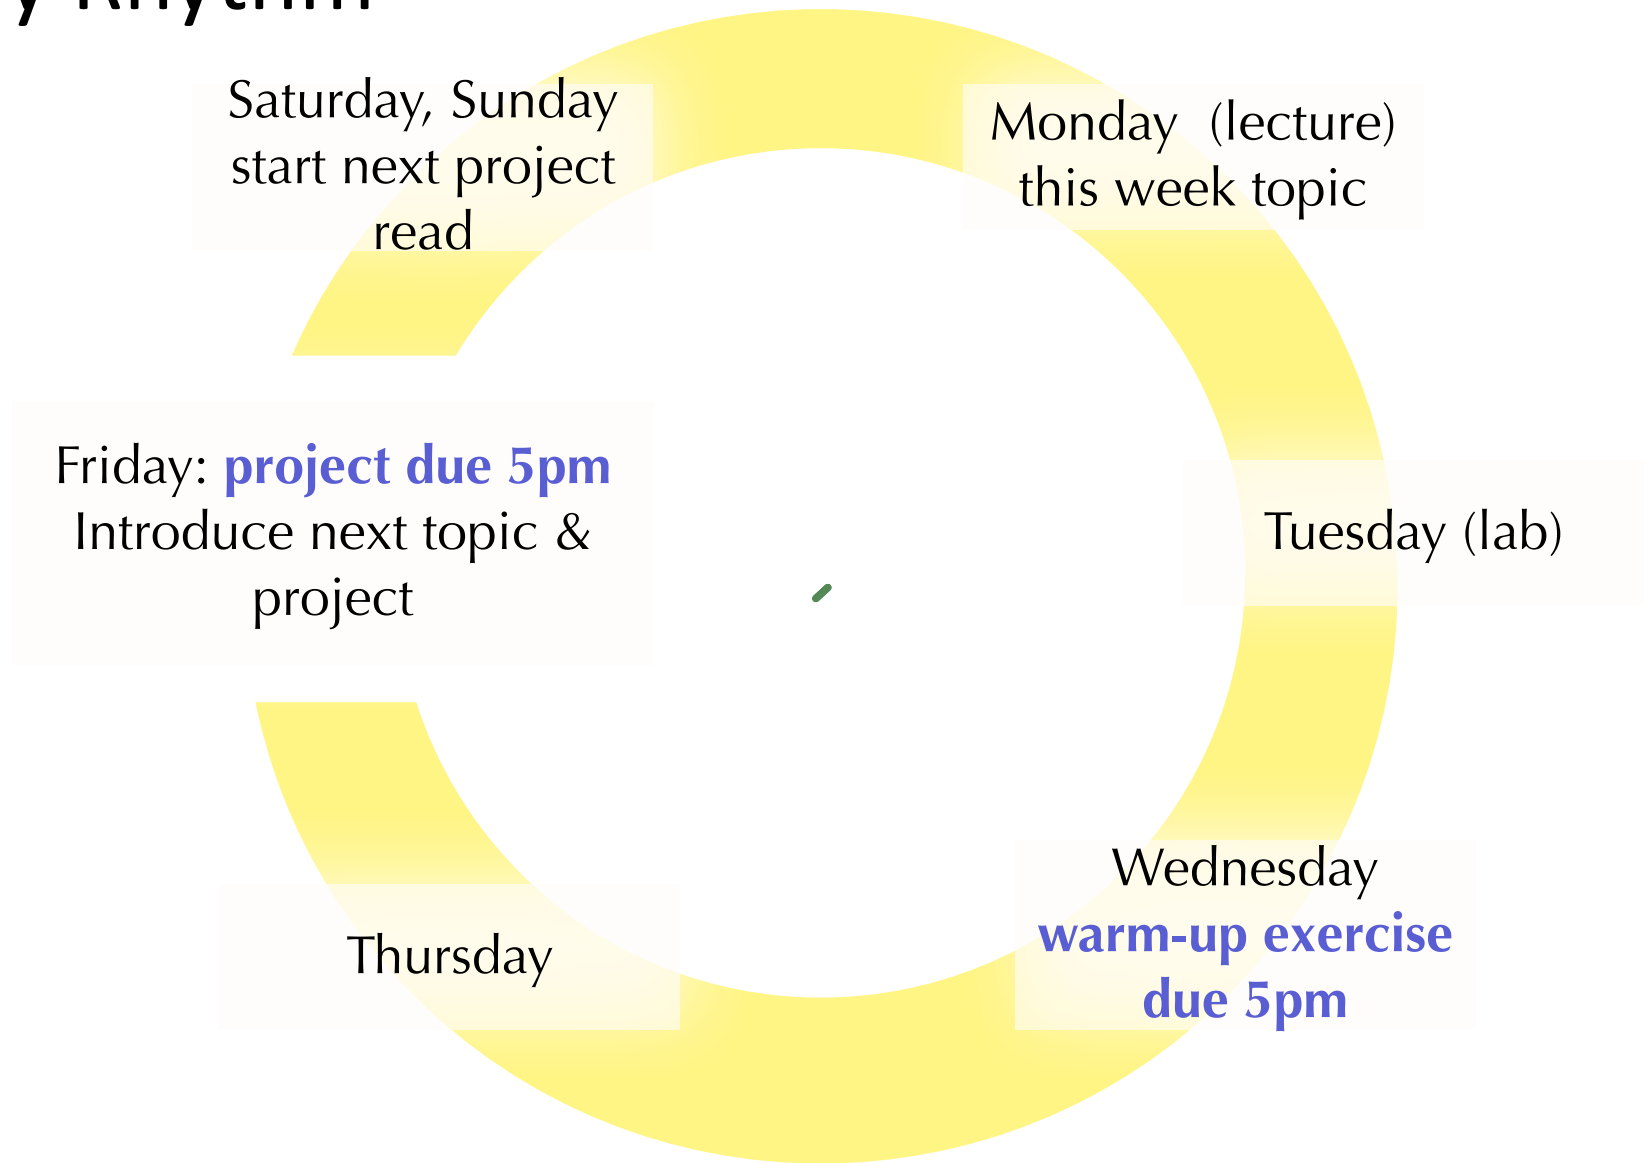 y Rhythm
Saturday, Sunday
start next project
read
Monday (lecture)
this week topic
Friday: project due 5pm
Introduce next topic &
project
Tuesday (lab)
Wednesday
warm-up exercise
due 5pm
Thursday